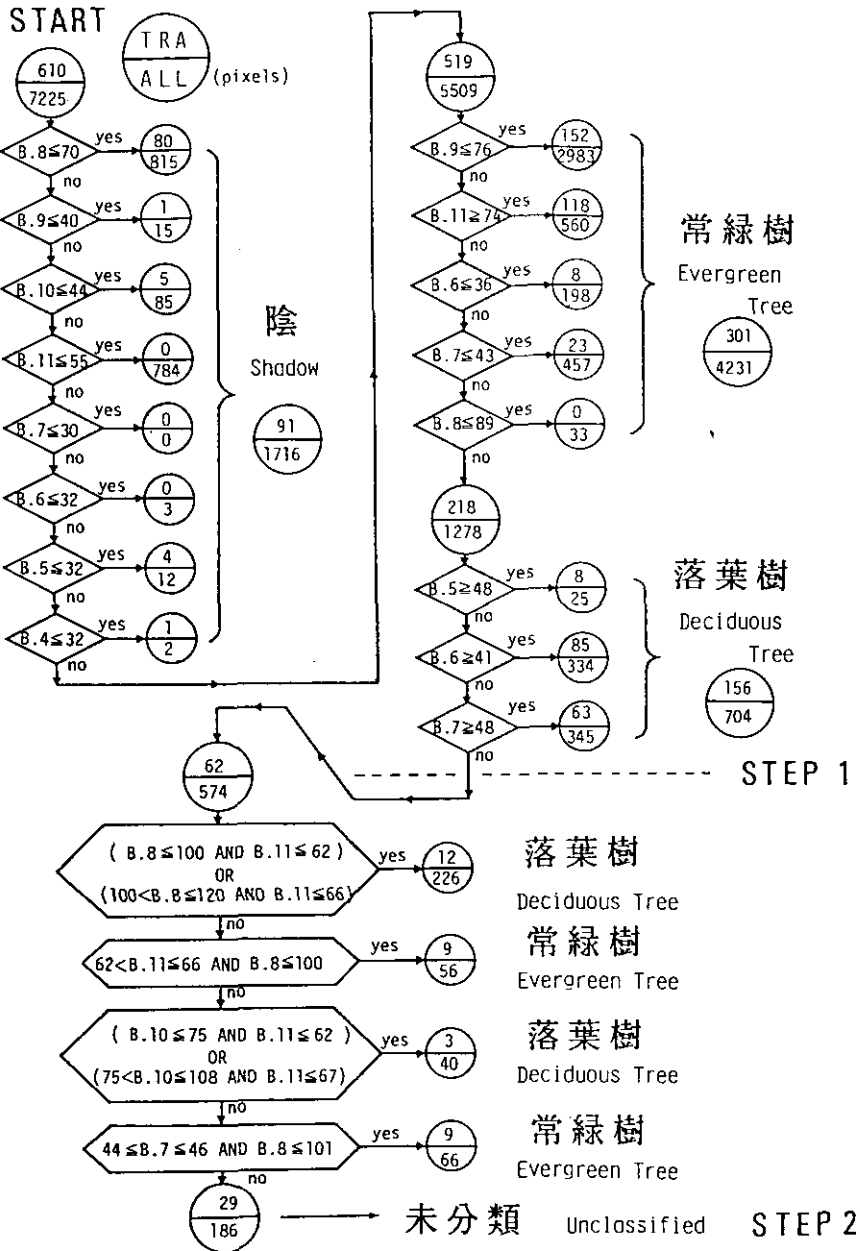 START
TRA
ALL (pixels)
610
7225
B.8≦70
yes
80
815
no
B.9≦40
yes
1
15
no
B.10≦44
yes
5
85
no
B.11≦55
yes
0
784
no
B.7≦30
yes
0
0
no
B.6≦32
yes
0
3
no
B.5≦32
yes
4
12
no
B.4≦32
yes
1
2
no
陰
Shadow
91
1716
519
5509
B.9≦76
yes
152
2983
no
B.11≧74
yes
118
560
no
B.6≦36
yes
8
198
no
B.7≦43
yes
23
457
no
B.8≦89
yes
0
33
no
常緑樹
Evergreen
Tree
301
4231
218
1278
B.5≧48
yes
8
25
no
B.6≧41
yes
85
334
no
B.7≧48
yes
63
345
no
落葉樹
Deciduous
Tree
156
704
STEP 1
62
574
( B.8≦100 AND B.11≦62 )
OR
(100<B.8≦120 AND B.11≦66)
yes
12
226
no
落葉樹
Deciduous Tree
62<B.11≦66 AND B.8≦100
yes
9
56
no
常緑樹
Evergreen Tree
( B.10≦75 AND B.11≦62 )
OR
(75<B.10≦108 AND B.11≦67)
yes
3
40
no
落葉樹
Deciduous Tree
44≦B.7≦46 AND B.8≦101
yes
9
66
no
常緑樹
Evergreen Tree
29
186
未分類 Unclassified STEP 2